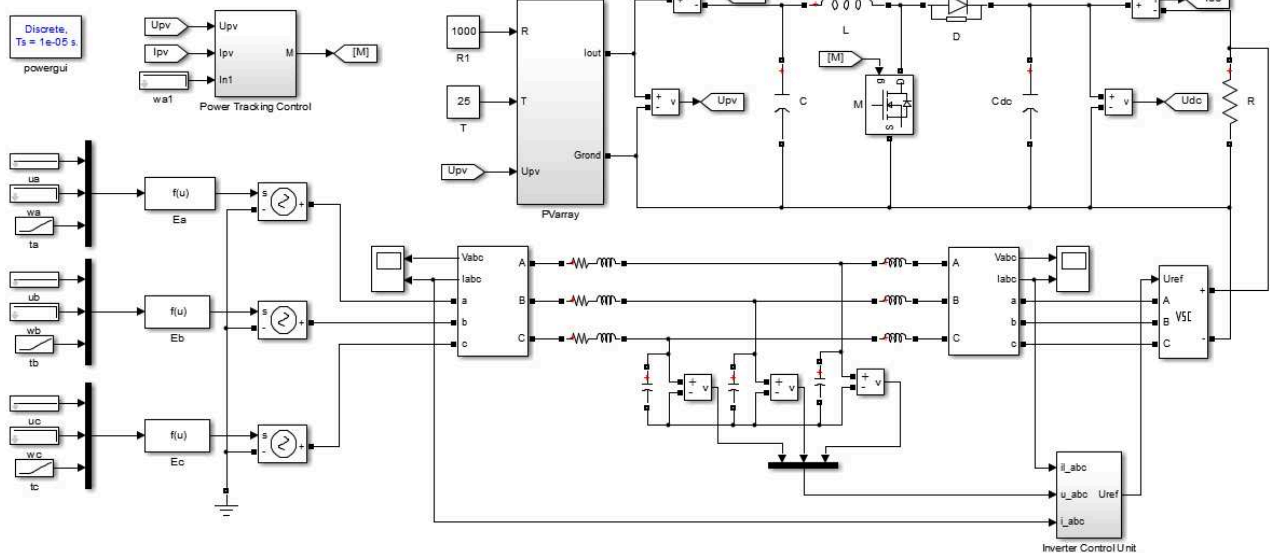 Discrete,
Ts = 1e-05 s.
powergui
Upv
Ipv
wa1
Upv
Ipv
In1
M
Power Tracking Control
[M]
1000
R1
25
T
Upv
R
T
Upv
Iout
Grond
PVarray
+
-
v
Upv
+
-
C
L
[M]
M
g
D
S
D
Cdc
+
-
v
Udc
+
-
R
ua
wa
ta
f(u)
Ea
s
-
+
ub
wb
tb
f(u)
Eb
s
-
+
uc
wc
tc
f(u)
Ec
s
-
+
Vabc
Iabc
a
b
c
A
B
C
+
-
v
+
-
v
+
-
v
A
B
C
Vabc
Iabc
a
b
c
Uref
A
B
C
VSC
+
-
il_abc
u_abc
i_abc
Uref
Inverter Control Unit